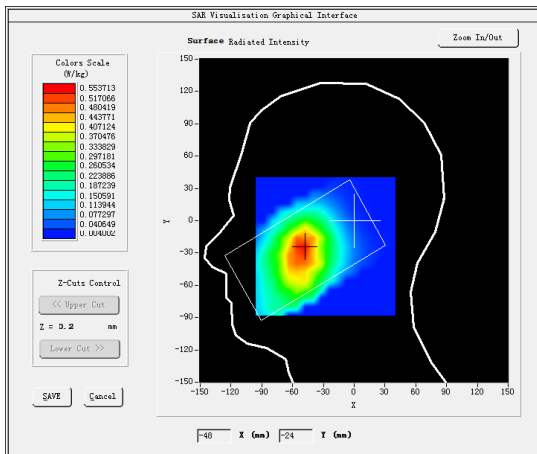 SAR Visualisation Graphical Interface
Surface Radiated Intensity
Zoom In/Out
Colors Scale
(W/kg)
0.553713
0.517066
0.480419
0.443771
0.407124
0.370476
0.333829
0.297181
0.260534
0.223886
0.187239
0.150591
0.113944
0.077297
0.040649
0.004002
Z-Cuts Control
<< Upper Cut
Z = 0.2 mm
Lower Cut >>
SAVE Cancel
150
120
90
60
30
0
-30
-60
-90
-120
-150
Y
-150 -120 -90 -60 -30 0 30 60 90 120 150
X
-48 X (mm) -24 Y (mm)